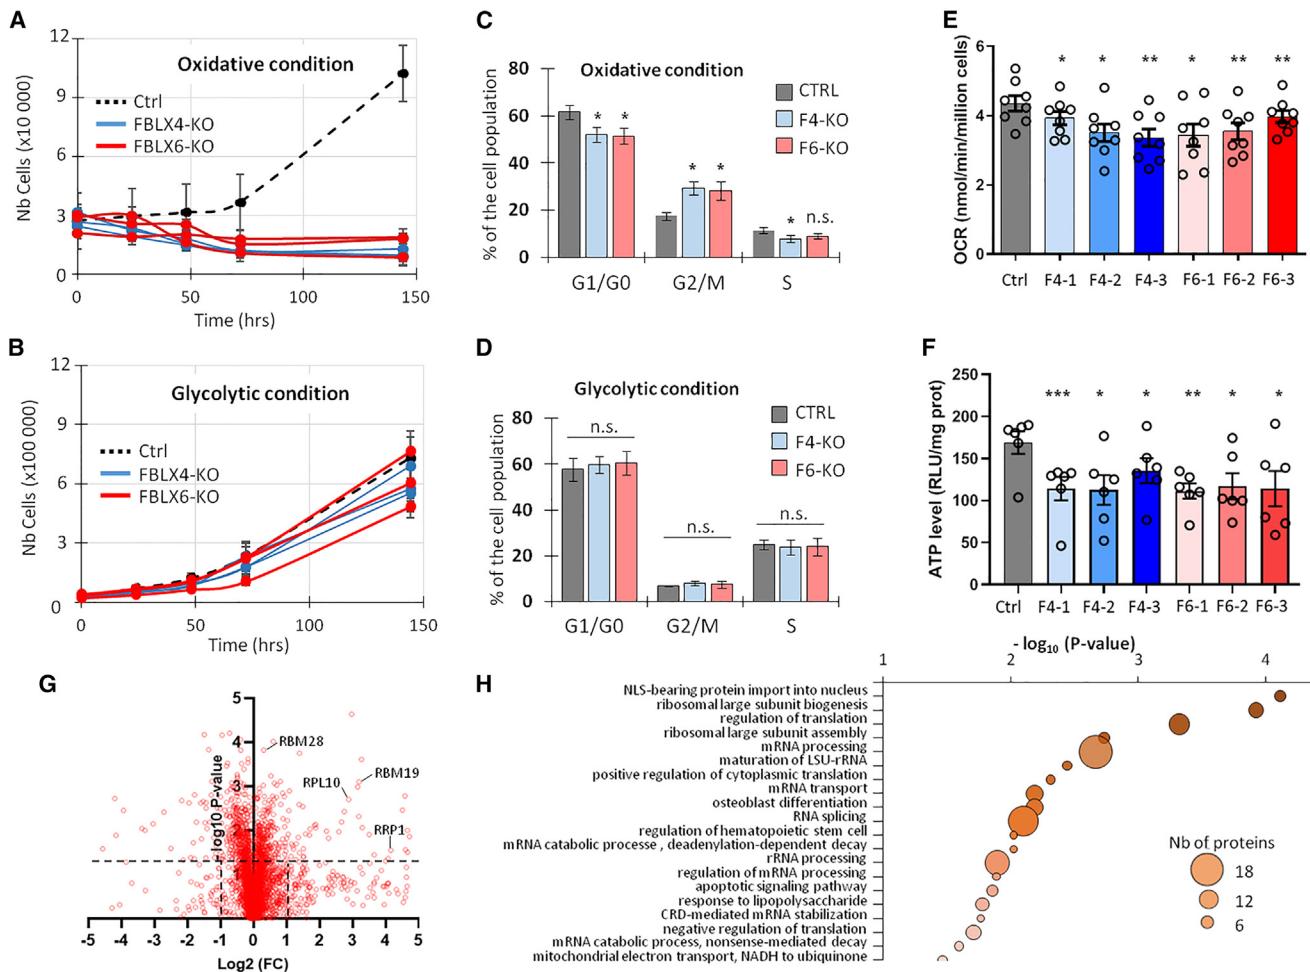 A
12
9
6
3
0
Nb Cells (x10 000)
Oxidative condition
Ctrl
FBLX4-KO
FBLX6-KO
0
50
100
150
Time (hrs)
B
12
9
6
3
0
Nb Cells (x100 000)
Glycolytic condition
Ctrl
FBLX4-KO
FBLX6-KO
0
50
100
150
Time (hrs)
C
80
60
40
20
0
% of the cell population
Oxidative condition
CTRL
F4-KO
F6-KO
* *
* *
* n.s.
G1/G0
G2/M
S
D
80
60
40
20
0
% of the cell population
Glycolytic condition
CTRL
F4-KO
F6-KO
n.s.
n.s.
n.s.
G1/G0
G2/M
S
E
6
4
2
0
OCR (nmol/min/million cells)
* * ** * ** **
Ctrl F4-1 F4-2 F4-3 F6-1 F6-2 F6-3
F
250
200
150
100
50
0
ATP level (RLU/mg prot)
*** * * ** * *
Ctrl F4-1 F4-2 F4-3 F6-1 F6-2 F6-3
G
5
4
3
2
- log10 P-value
RBM28
RBM19
RPL10
RRP1
-5 -4 -3 -2 -1 0 1 2 3 4 5
Log2 (FC)
H
- log10 (P-value)
1 2 3 4
NLS-bearing protein import into nucleus
ribosomal large subunit biogenesis
regulation of translation
ribosomal large subunit assembly
mRNA processing
maturation of LSU-rRNA
positive regulation of cytoplasmic translation
mRNA transport
osteoblast differentiation
RNA splicing
regulation of hematopoietic stem cell
mRNA catabolic processe , deadenylation-dependent decay
rRNA processing
regulation of mRNA processing
apoptotic signaling pathway
response to lipopolysaccharide
CRD-mediated mRNA stabilization
negative regulation of translation
mRNA catabolic process, nonsense-mediated decay
mitochondrial electron transport, NADH to ubiquinone
Nb of proteins
18
12
6